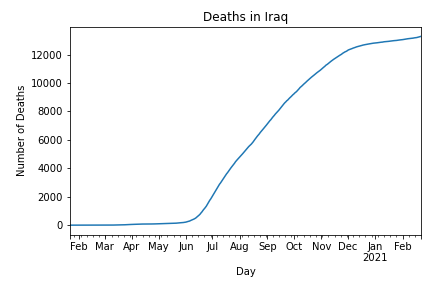 Deaths in Iraq
Number of Deaths
12000
10000
8000
6000
4000
2000
0
Feb Mar Apr May Jun Jul Aug Sep Oct Nov Dec Jan Feb
2021
Day